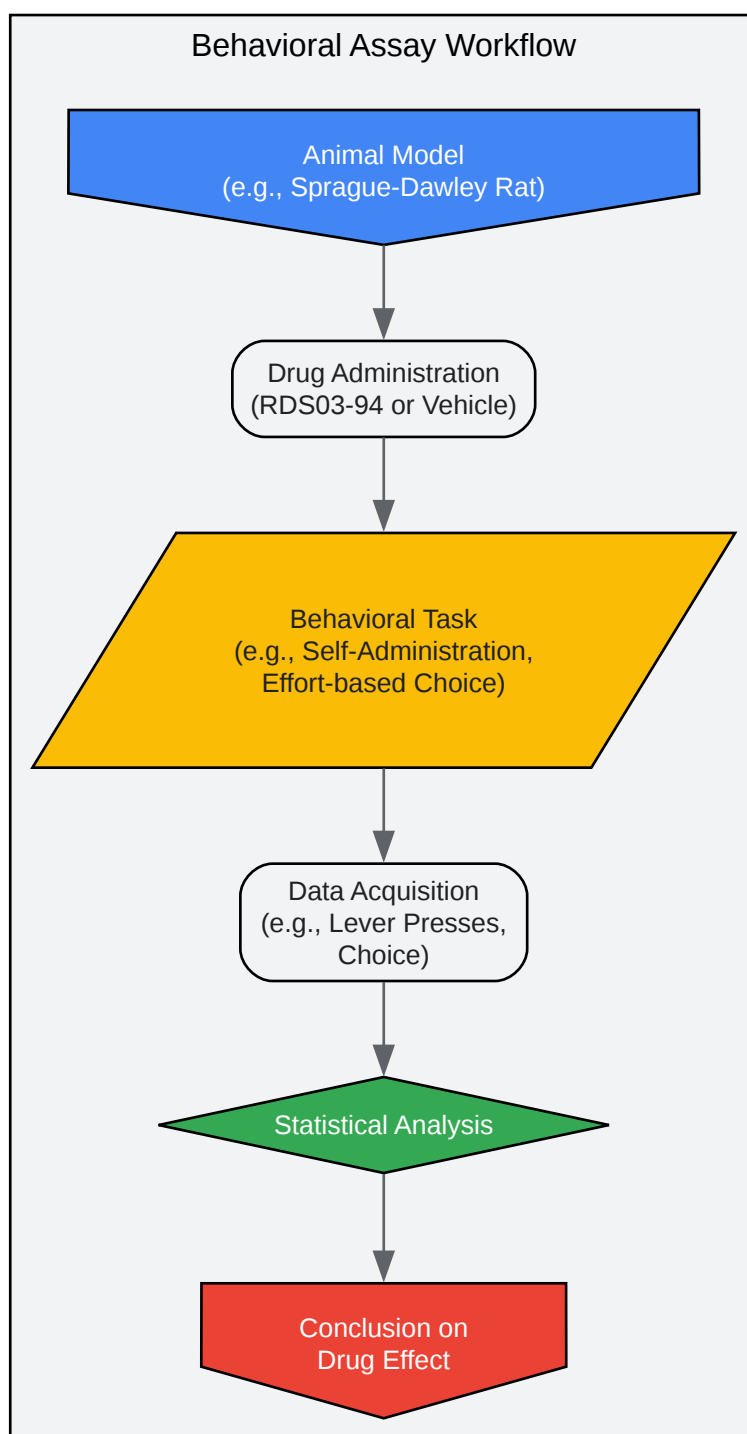 Behavioral Assay Workflow
Animal Model
(e.g., Sprague-Dawley Rat)
Drug Administration
(RDS03-94 or Vehicle)
Behavioral Task
(e.g., Self-Administration,
Effort-based Choice)
Data Acquisition
(e.g., Lever Presses,
Choice)
Statistical Analysis
Conclusion on
Drug Effect